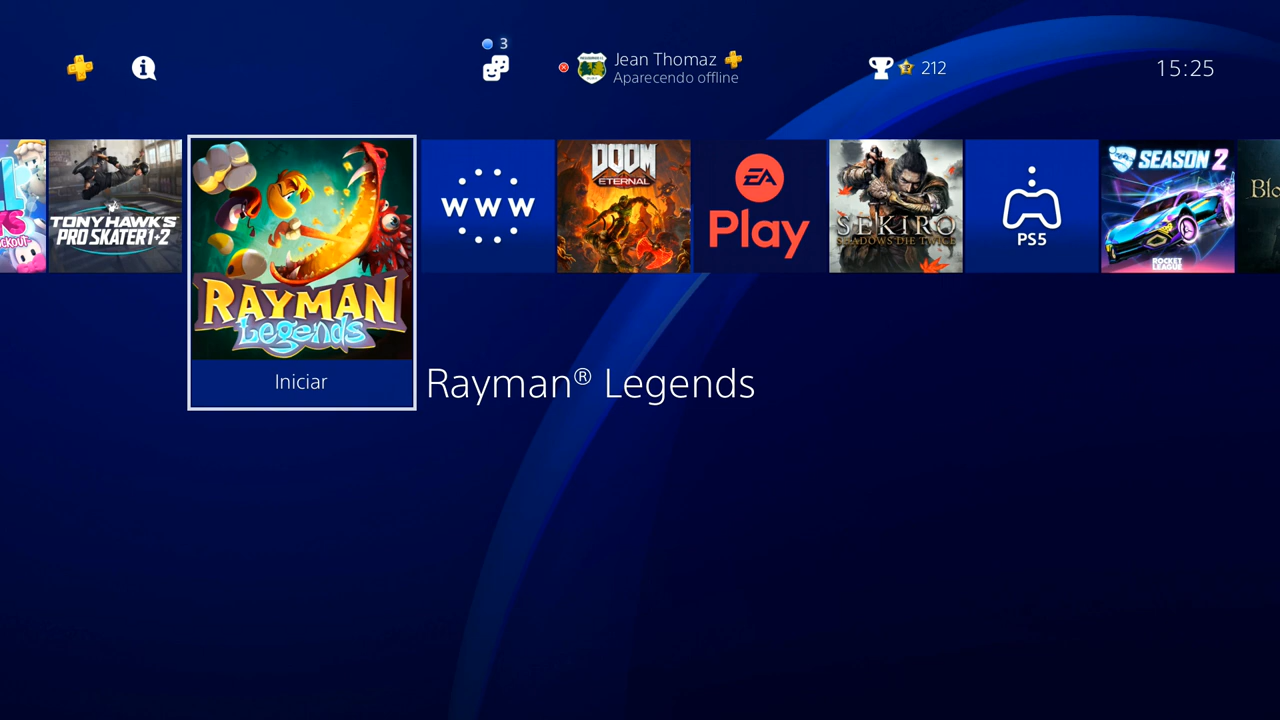 3
Jean Thomaz
Aparecendo offline
212
15:25
TONY HAWK'S
PRO SKATER 1+2
RAYMAN
Legends
Iniciar
Rayman® Legends
WWW
DOOM
ETERNAL
EA
Play
SEKIRO
SHADOWS DIE TWICE
PS5
SEASON 2
ROCKET
LEAGUE